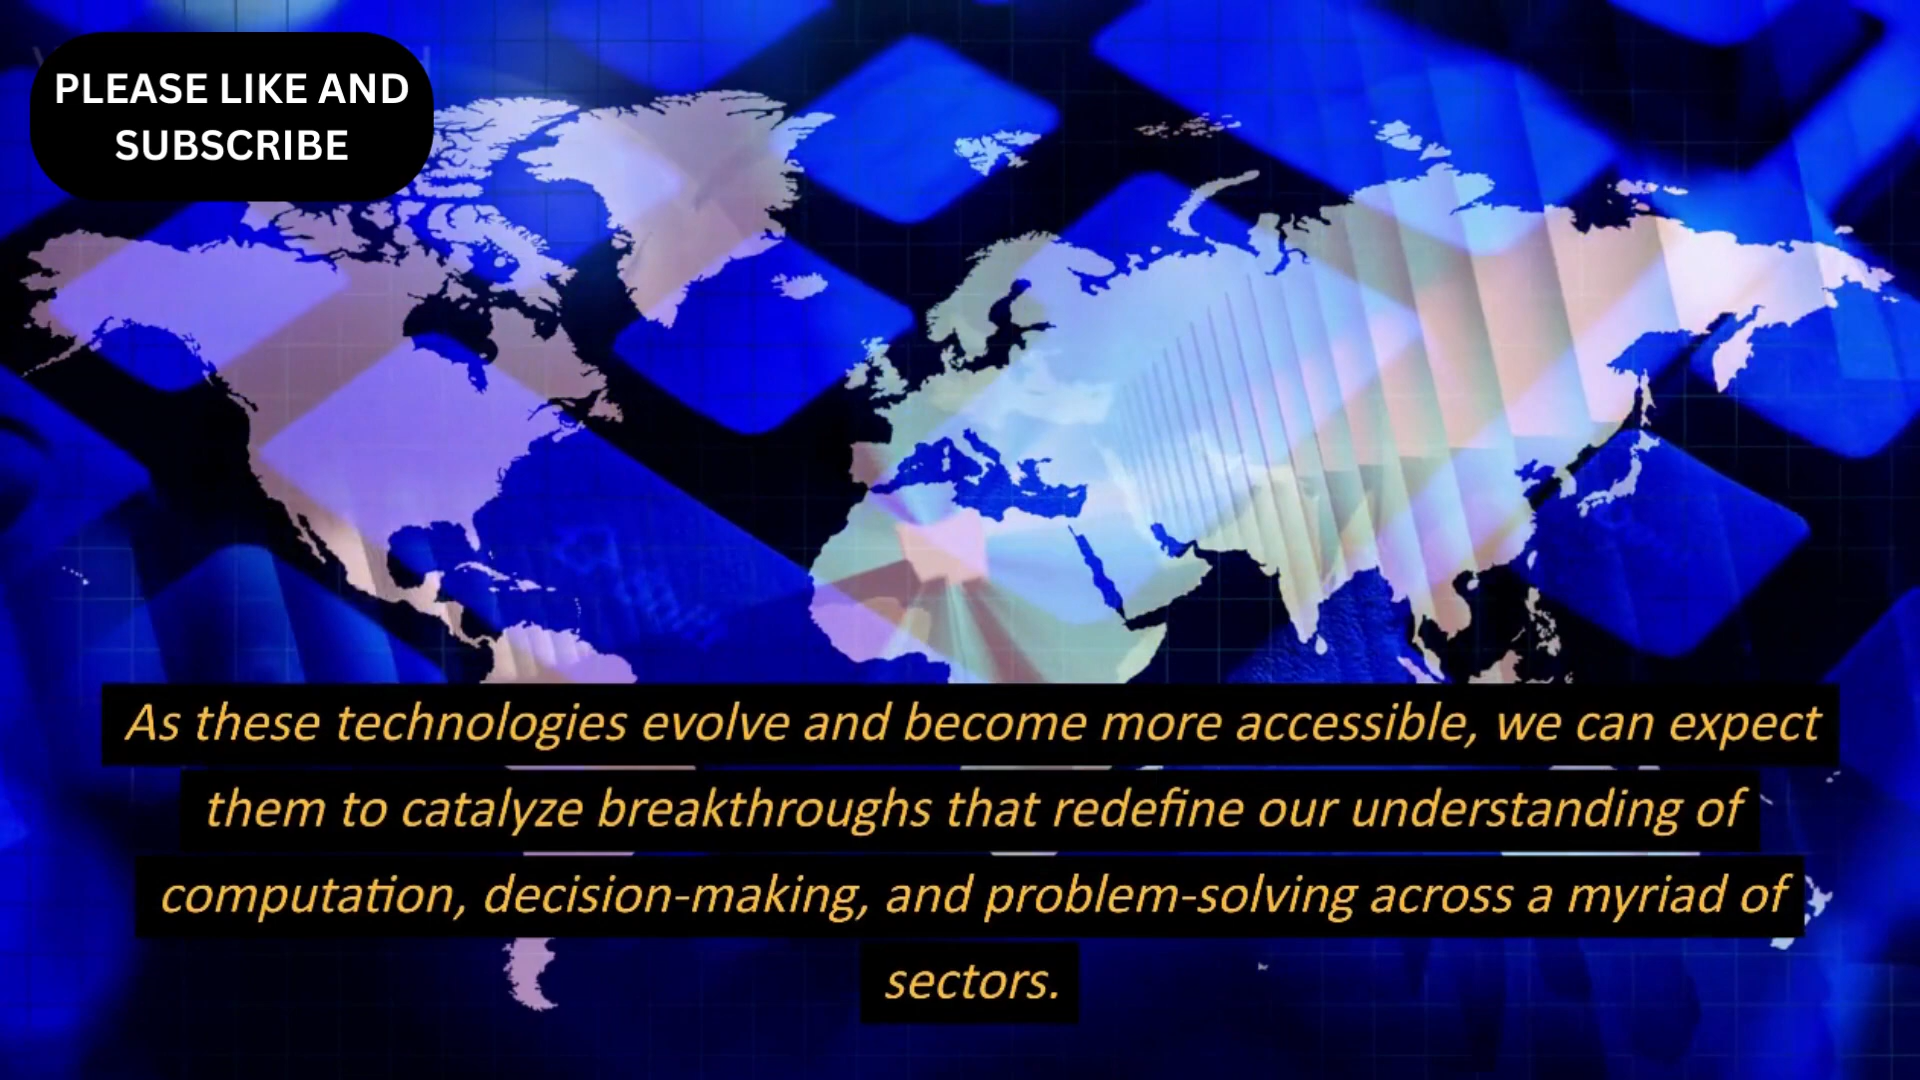 PLEASE LIKE AND
SUBSCRIBE
As these technologies evolve and become more accessible, we can expect
them to catalyze breakthroughs that redefine our understanding of
computation, decision-making, and problem-solving across a myriad of
sectors.